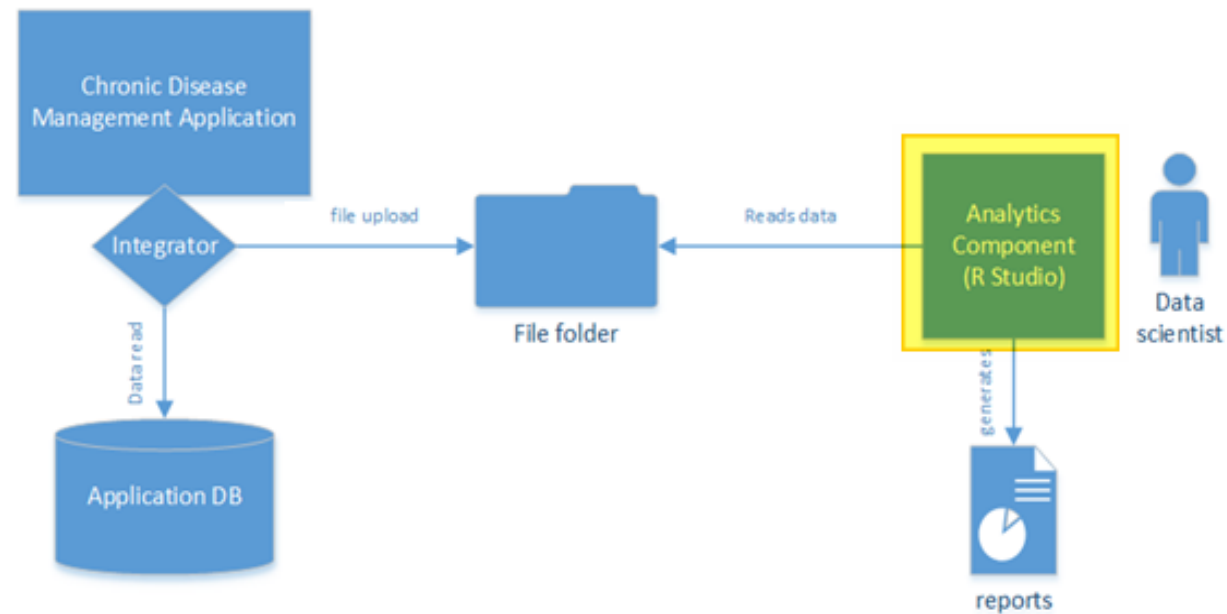 Chronic Disease
Management Application
Integrator
file upload
Reads data
Analytics
Component
(R Studio)
File folder
Data
scientist
Data read
generates
Application DB
reports